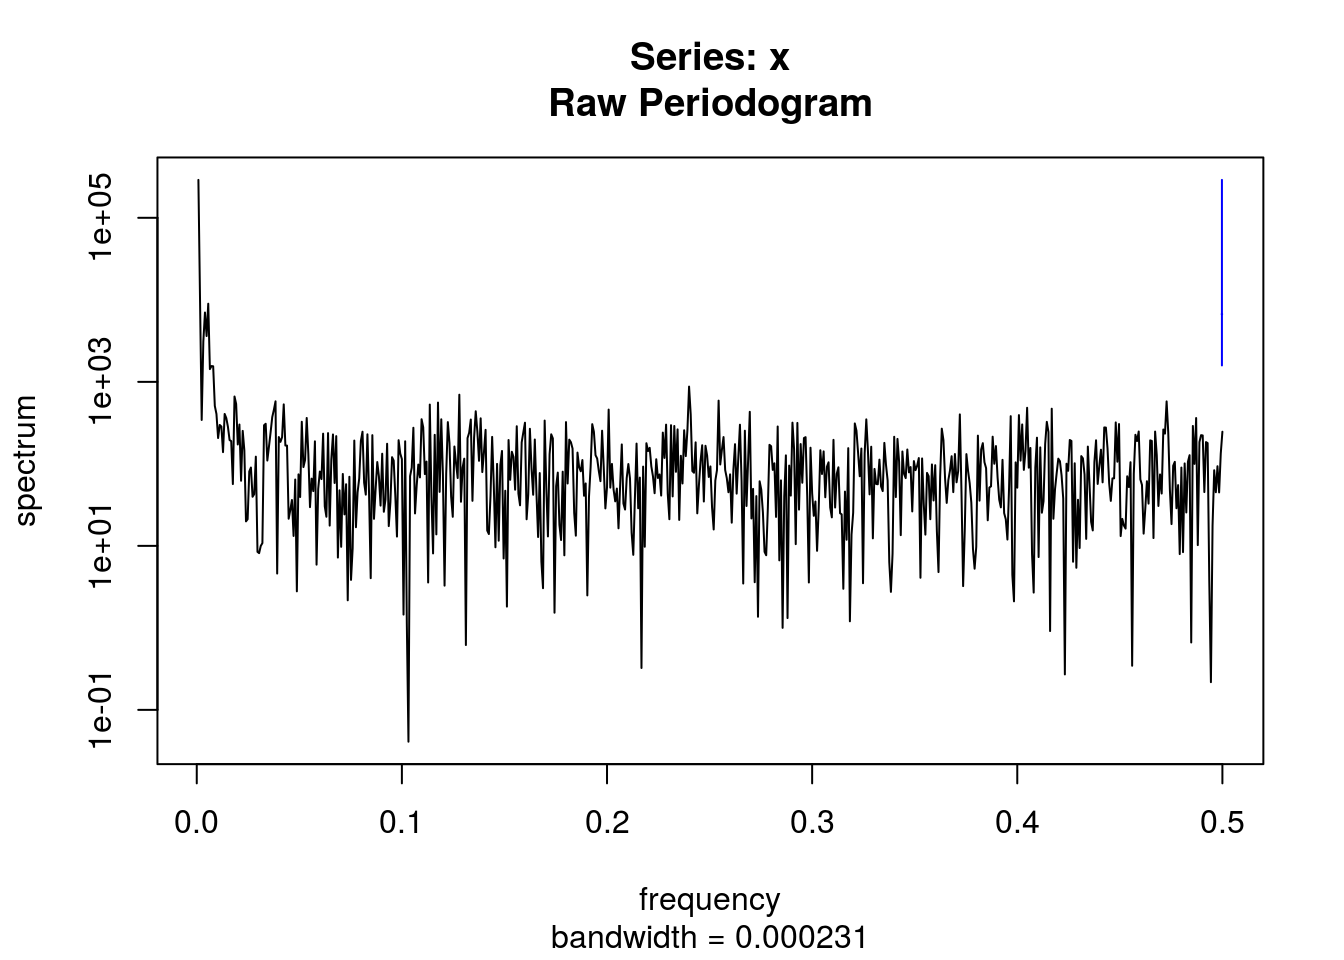 Series: x
Raw Periodogram
spectrum
1e+05
1e+03
1e+01
1e-01
0.0 0.1 0.2 0.3 0.4 0.5
frequency
bandwidth = 0.000231